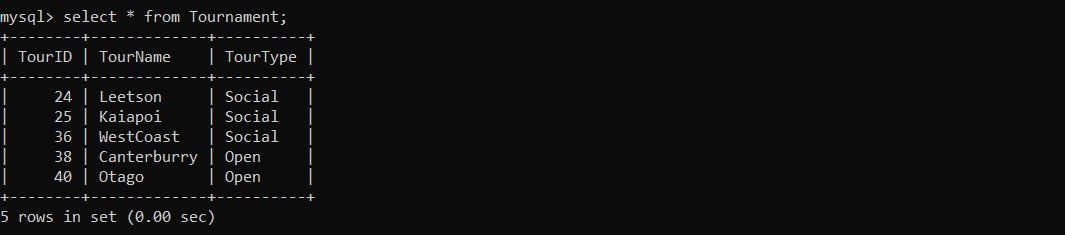 mysql> select * from Tournament;
+--------+-------------+----------+
| TourID | TourName    | TourType |
+--------+-------------+----------+
|     24 | Leetson     | Social   |
|     25 | Kaiapoi     | Social   |
|     36 | WestCoast   | Social   |
|     38 | Canterburry | Open     |
|     40 | Otago       | Open     |
+--------+-------------+----------+
5 rows in set (0.00 sec)